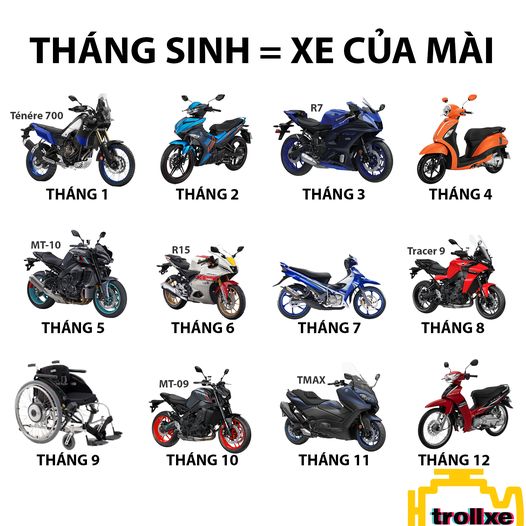 THÁNG SINH = XE CỦA MÀI
Ténére 700
R7
THÁNG 1
THÁNG 2
THÁNG 3
THÁNG 4
MT-10
R15
Tracer 9
THÁNG 5
THÁNG 6
THÁNG 7
THÁNG 8
MT-09
TMAX
THÁNG 9
THÁNG 10
THÁNG 11
THÁNG 12
trollxe